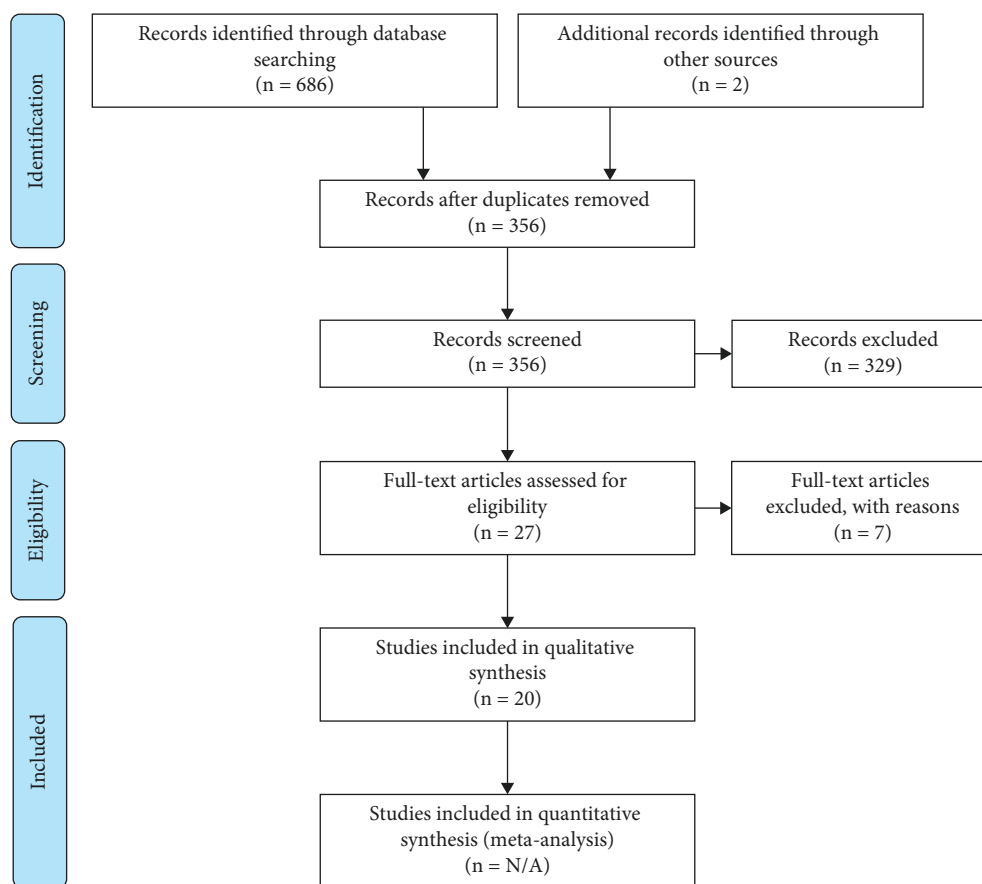 Identification
Records identified through database
searching
(n = 686)
Additional records identified through
other sources
(n = 2)
Records after duplicates removed
(n = 356)
Screening
Records screened
(n = 356)
Records excluded
(n = 329)
Eligibility
Full-text articles assessed for
eligibility
(n = 27)
Full-text articles
excluded, with reasons
(n = 7)
Included
Studies included in qualitative
synthesis
(n = 20)
Studies included in quantitative
synthesis (meta-analysis)
(n = N/A)